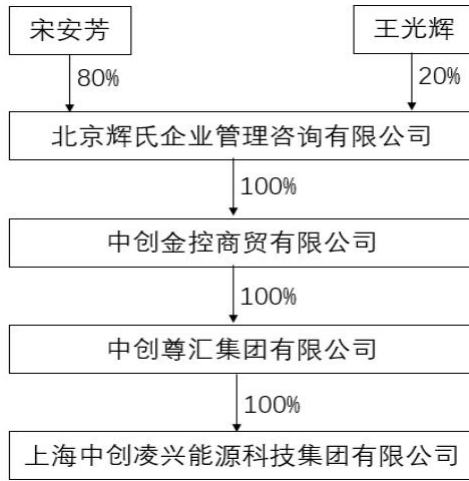 宋安芳
王光辉
80%
20%
北京辉氏企业管理咨询有限公司
100%
中创金控商贸有限公司
100%
中创尊汇集团有限公司
100%
上海中创凌兴能源科技集团有限公司